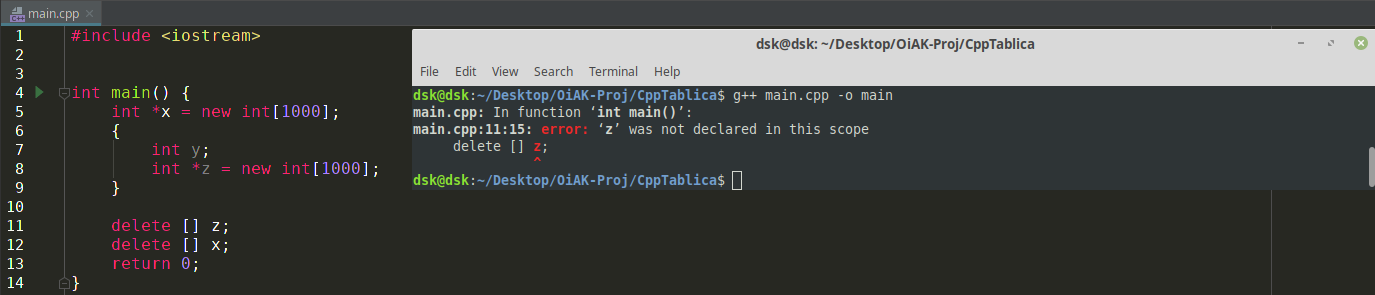 main.cpp
1 #include <iostream>
2
3
4 int main() {
5     int *x = new int[1000];
6     {
7         int y;
8         int *z = new int[1000];
9     }
10
11     delete [] z;
12     delete [] x;
13     return 0;
14 }
dsk@dsk: ~/Desktop/OiAK-Proj/CppTablica
File Edit View Search Terminal Help
dsk@dsk:~/Desktop/OiAK-Proj/CppTablica$ g++ main.cpp -o main
main.cpp: In function ‘int main()’:
main.cpp:11:15: error: ‘z’ was not declared in this scope
     delete [] z;
               ^
dsk@dsk:~/Desktop/OiAK-Proj/CppTablica$